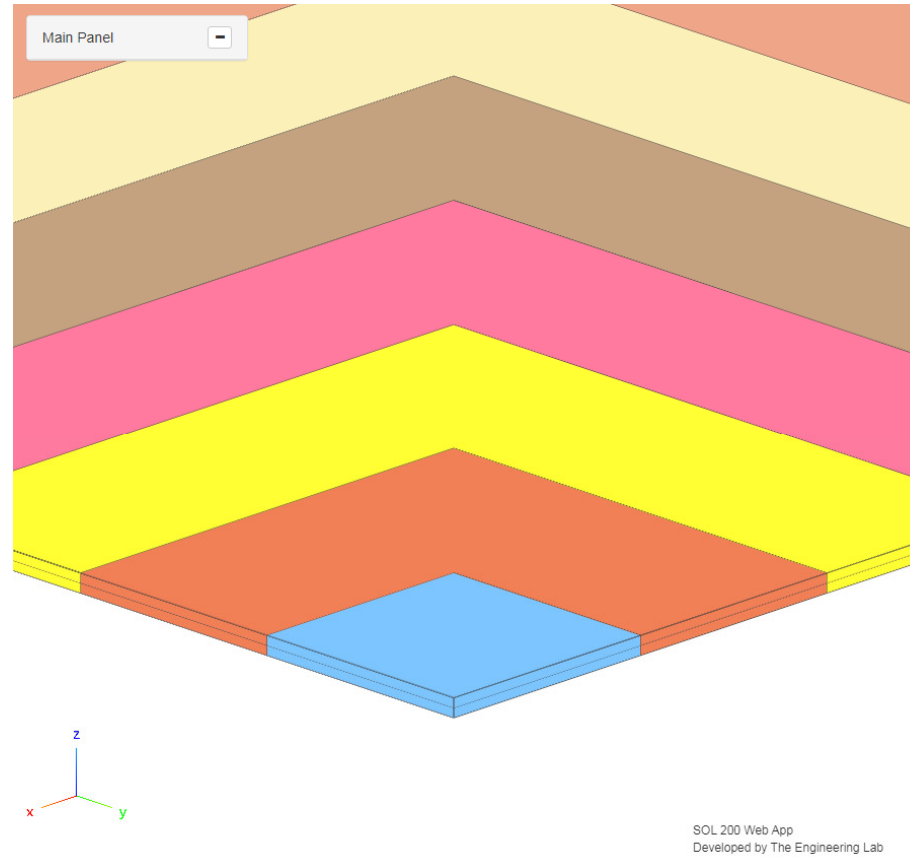 Main Panel
z
x
y
SOL 200 Web App
Developed by The Engineering Lab